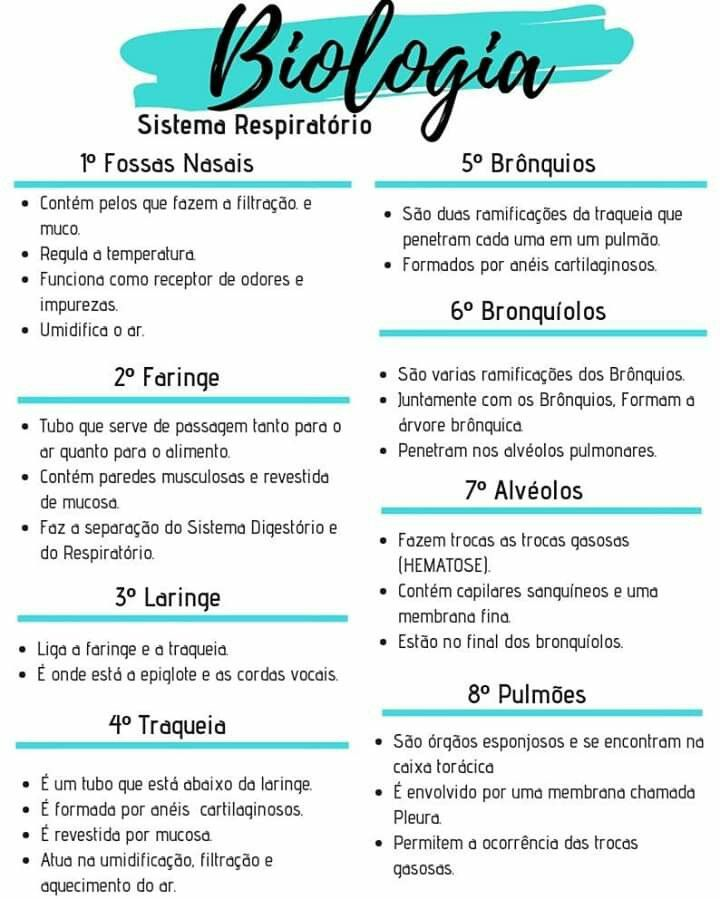 Biologia
Sistema Respiratório
1º Fossas Nasais
• Contém pelos que fazem a filtração. e
muco.
• Regula a temperatura.
• Funciona como receptor de odores e
impurezas.
• Umidifica o ar.
2º Faringe
• Tubo que serve de passagem tanto para o
ar quanto para o alimento.
• Contém paredes musculosas e revestida
de mucosa.
• Faz a separação do Sistema Digestório e
do Respiratório.
3º Laringe
• Liga a faringe e a traqueia.
• É onde está a epiglote e as cordas vocais.
4º Traqueia
• É um tubo que está abaixo da laringe.
• É formada por anéis cartilaginosos.
• É revestida por mucosa.
• Atua na umidificação, filtração e
aquecimento do ar.
5º Brônquios
• São duas ramificações da traqueia que
penetram cada uma em um pulmão.
• Formados por anéis cartilaginosos.
6º Bronquíolos
• São varias ramificações dos Brônquios.
• Juntamente com os Brônquios, Formam a
árvore brônquica.
• Penetram nos alvéolos pulmonares.
7º Alvéolos
• Fazem trocas as trocas gasosas
(HEMATOSE).
• Contém capilares sanguíneos e uma
membrana fina.
• Estão no final dos bronquíolos.
8º Pulmões
• São órgãos esponjosos e se encontram na
caixa torácica
• É envolvido por uma membrana chamada
Pleura.
• Permitem a ocorrência das trocas
gasosas.